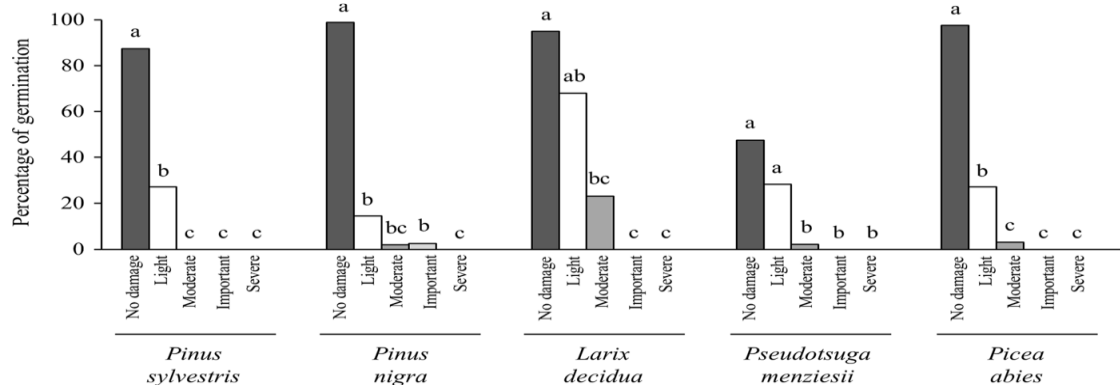 Percentage of germination
100
80
60
40
20
0
a
b
c
c
c
a
b
bc
b
c
a
ab
bc
c
c
a
a
b
b
b
a
b
c
c
c
No damage
Light
Moderate
Important
Severe
No damage
Light
Moderate
Important
Severe
No damage
Light
Moderate
Important
Severe
No damage
Light
Moderate
Important
Severe
No damage
Light
Moderate
Important
Severe
Pinus
sylvestris
Pinus
nigra
Larix
decidua
Pseudotsuga
menziesii
Picea
abies